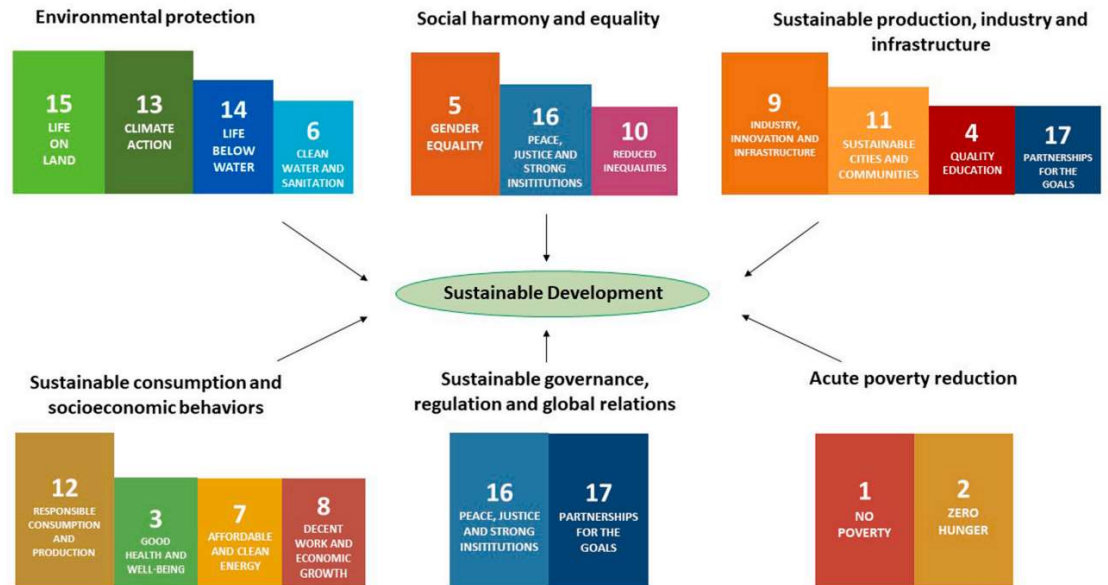 Environmental protection
15
LIFE
ON
LAND
13
CLIMATE
ACTION
14
LIFE
BELOW
WATER
6
CLEAN
WATER AND
SANITATION
Social harmony and equality
5
GENDER
EQUALITY
16
PEACE,
JUSTICE AND
STRONG
INSITITUTIONS
10
REDUCED
INEQUALITIES
Sustainable production, industry and
infrastructure
9
INDUSTRY,
INNOVATION AND
INFRASTRUCTURE
11
SUSTAINABLE
CITIES AND
COMMUNITIES
4
QUALITY
EDUCATION
17
PARTNERSHIPS
FOR THE
GOALS
Sustainable Development
Sustainable consumption and
socioeconomic behaviors
12
RESPONSIBLE
CONSUMPTION
AND
PRODUCTION
3
GOOD
HEALTH AND
WELL-BEING
7
AFFORDABLE
AND CLEAN
ENERGY
8
DECENT
WORK AND
ECONOMIC
GROWTH
Sustainable governance,
regulation and global relations
16
PEACE, JUSTICE
AND STRONG
INSITITUTIONS
17
PARTNERSHIPS
FOR THE
GOALS
Acute poverty reduction
1
NO
POVERTY
2
ZERO
HUNGER